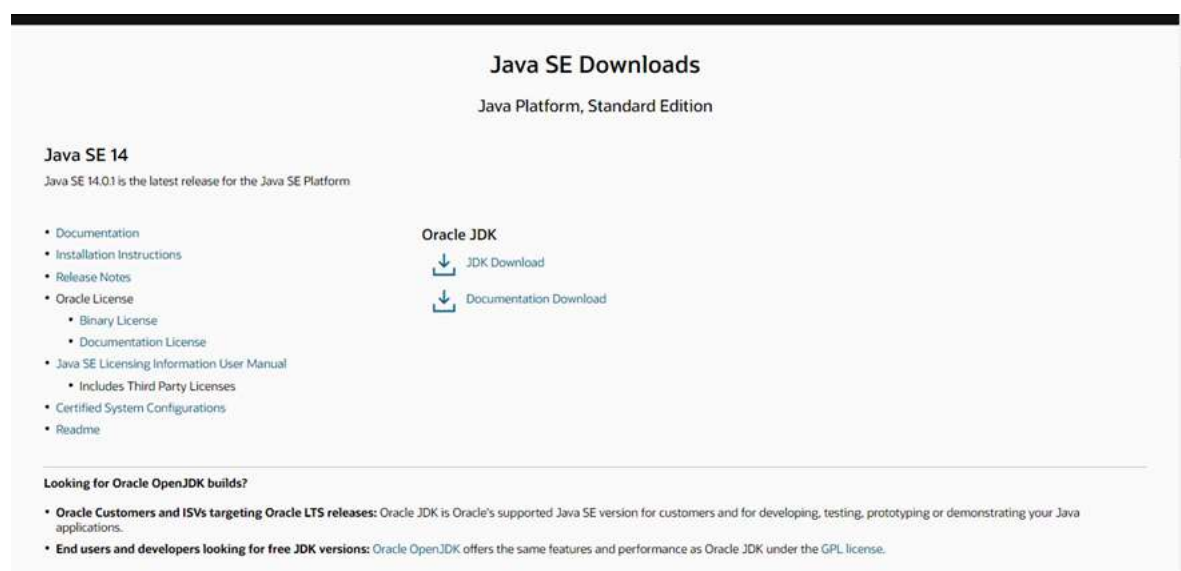 Java SE Downloads
Java Platform, Standard Edition
Java SE 14
Java SE 14.0.1 is the latest release for the Java SE Platform
• Documentation
• Installation Instructions
• Release Notes
• Oracle License
• Binary License
• Documentation License
• Java SE Licensing Information User Manual
• Includes Third Party Licenses
• Certified System Configurations
• Readme
Oracle JDK
JDK Download
Documentation Download
Looking for Oracle OpenJDK builds?
• Oracle Customers and ISVs targeting Oracle LTS releases: Oracle JDK is Oracle's supported Java SE version for customers and for developing, testing, prototyping or demonstrating your Java
applications.
• End users and developers looking for free JDK versions: Oracle OpenJDK offers the same features and performance as Oracle JDK under the GPL license.